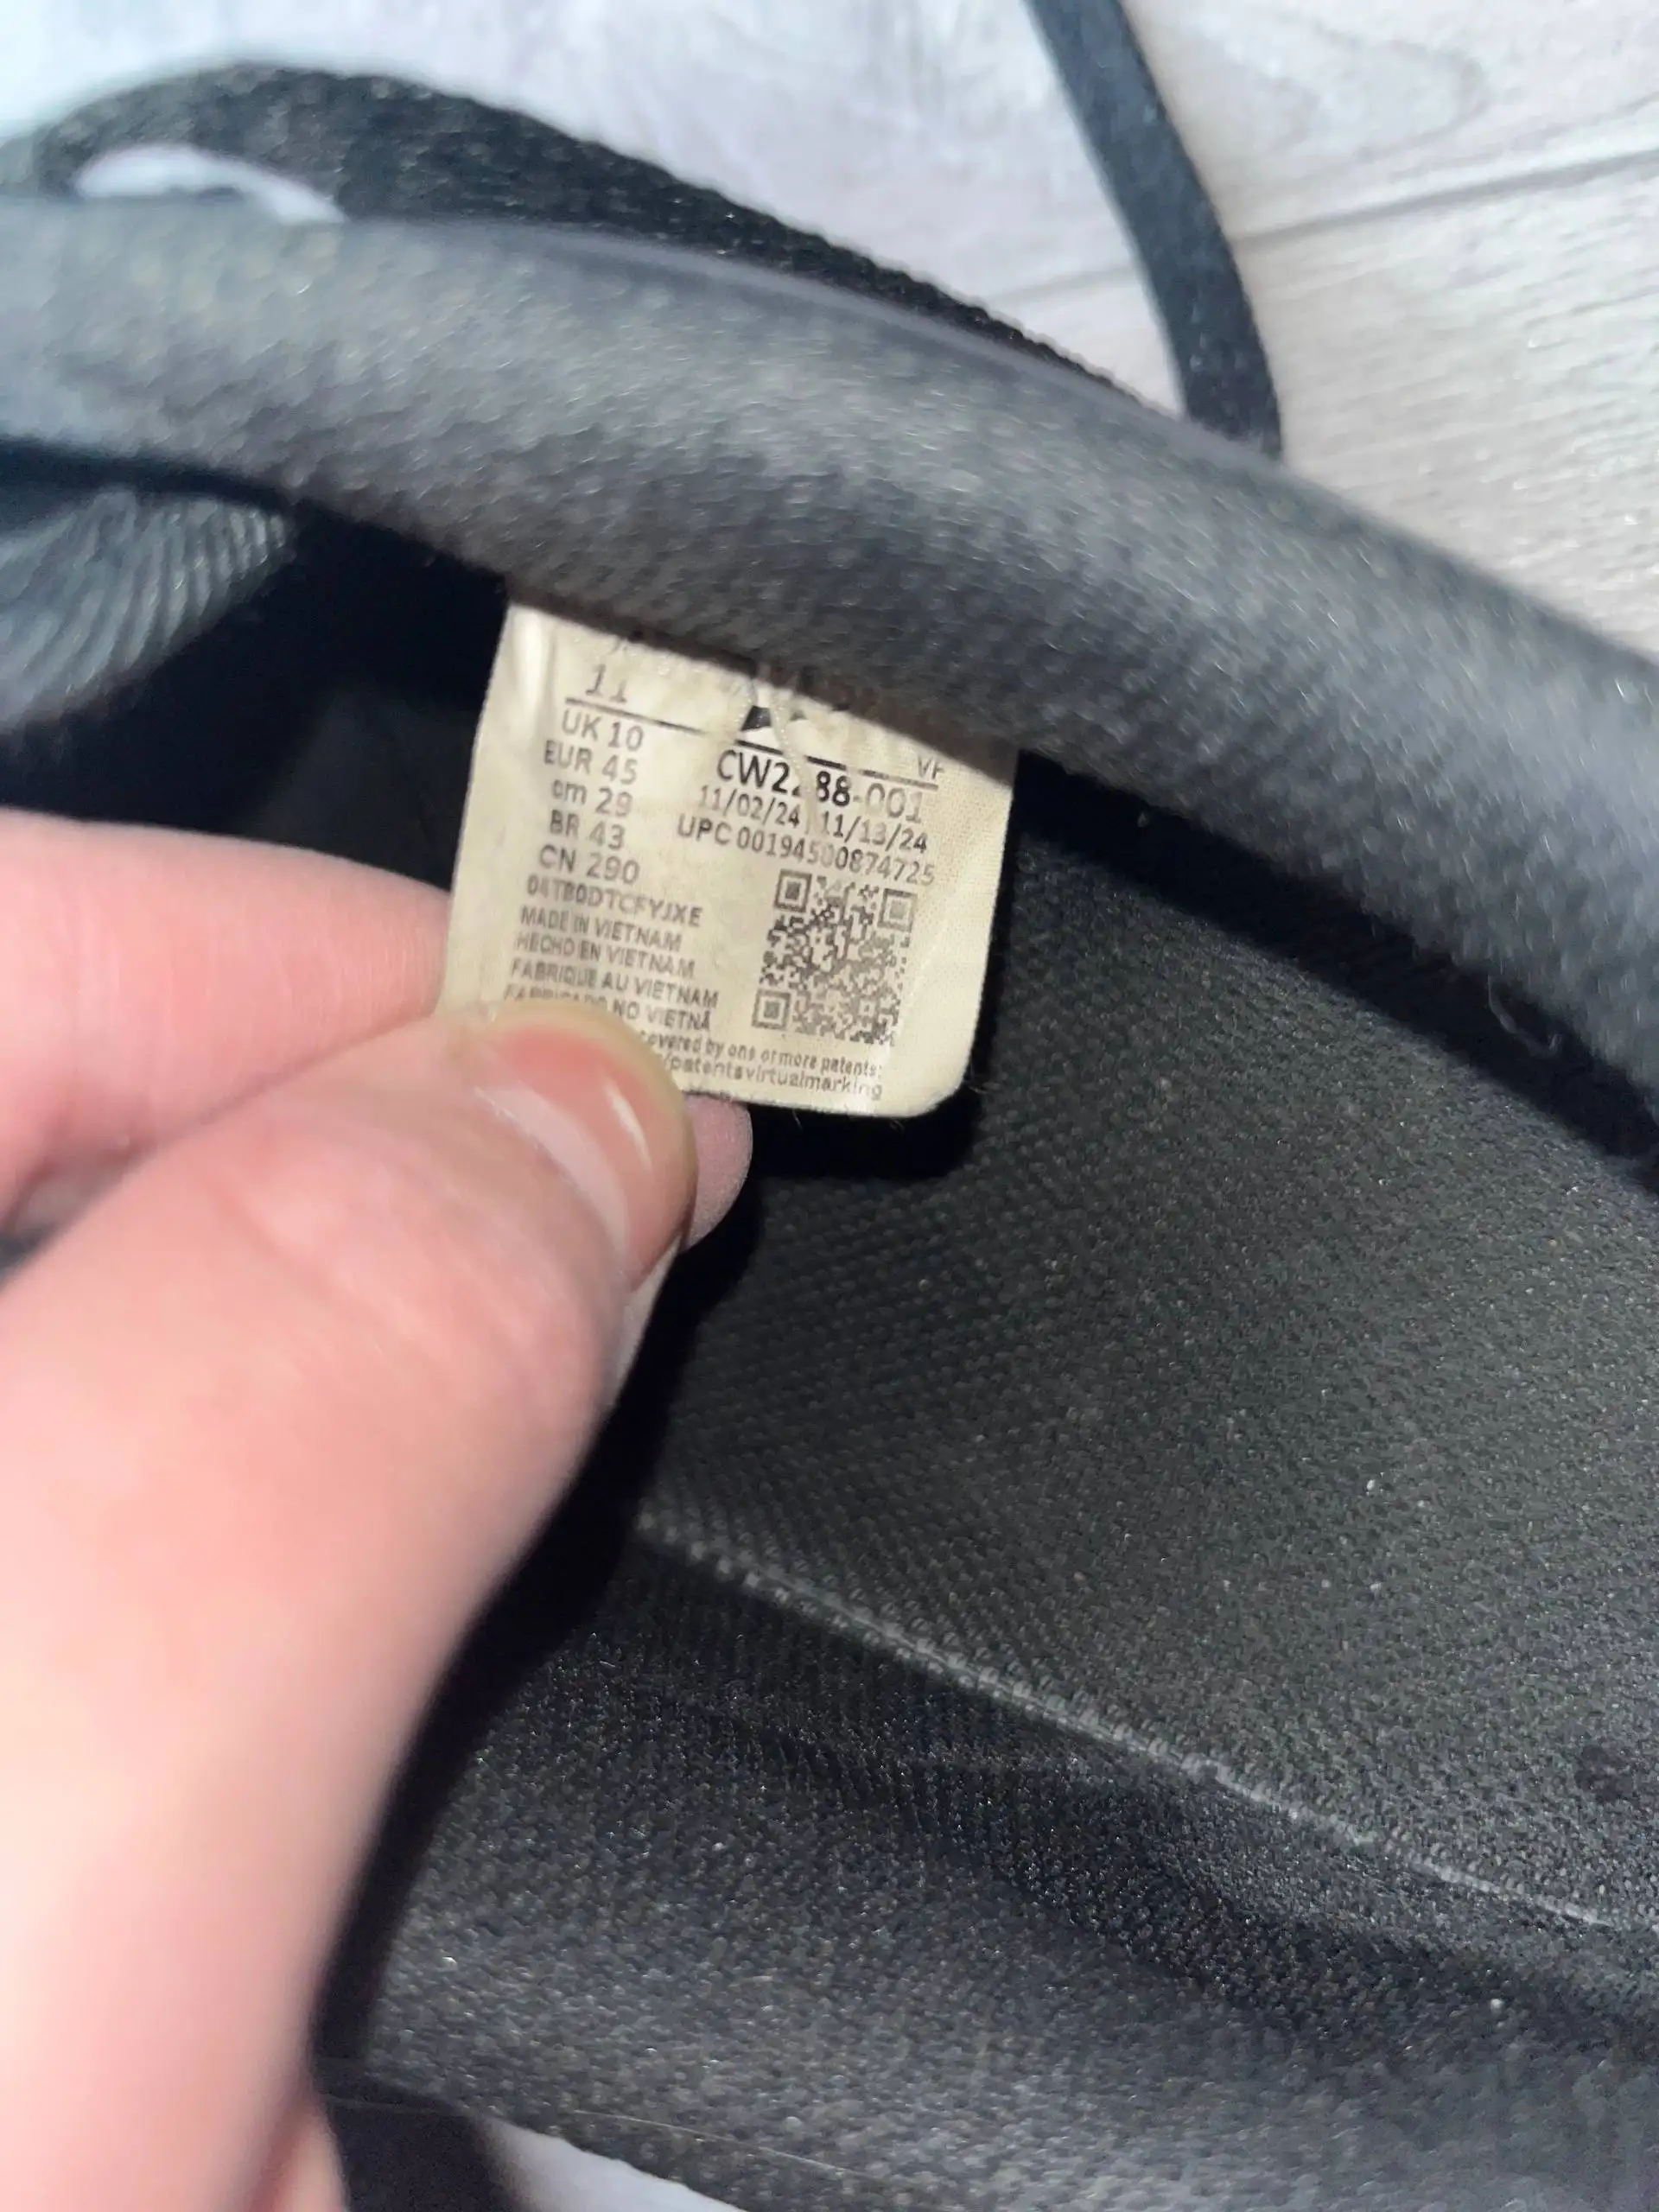 11
UK 10
EUR 45
cm 29
BR 43
CN 290
04TB0DTCFYJXE
MADE IN VIETNAM
HECHO EN VIETNAM
FABRIQUE AU VIETNAM
NO VIETNÃ
VF
CW2288-001
11/02/24 11/13/24
UPC 00194500874725
covered by one or more patents:
/patentsvirtualmarking